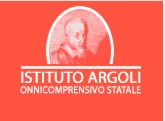 ISTITUTO ARGOLI
ONNICOMPRENSIVO STATALE